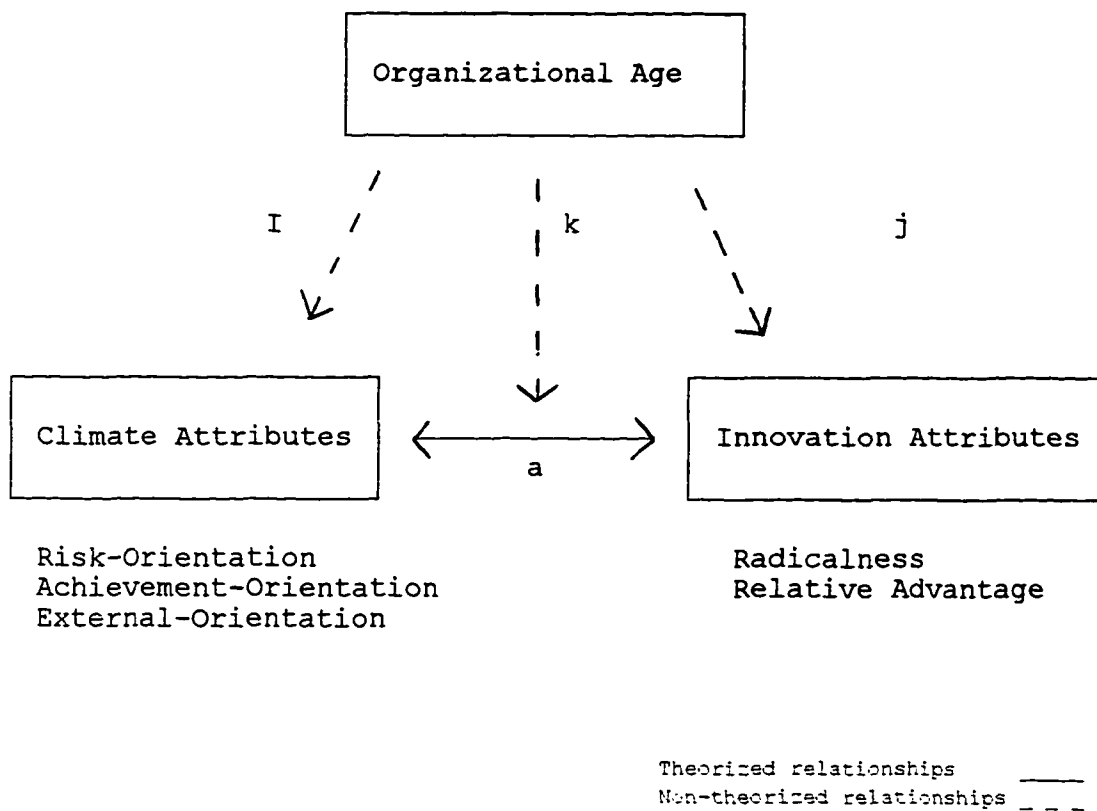 Organizational Age
I
k
j
Climate Attributes
a
Innovation Attributes
Risk-Orientation
Achievement-Orientation
External-Orientation
Radicalness
Relative Advantage
Theorized relationships
Non-theorized relationships